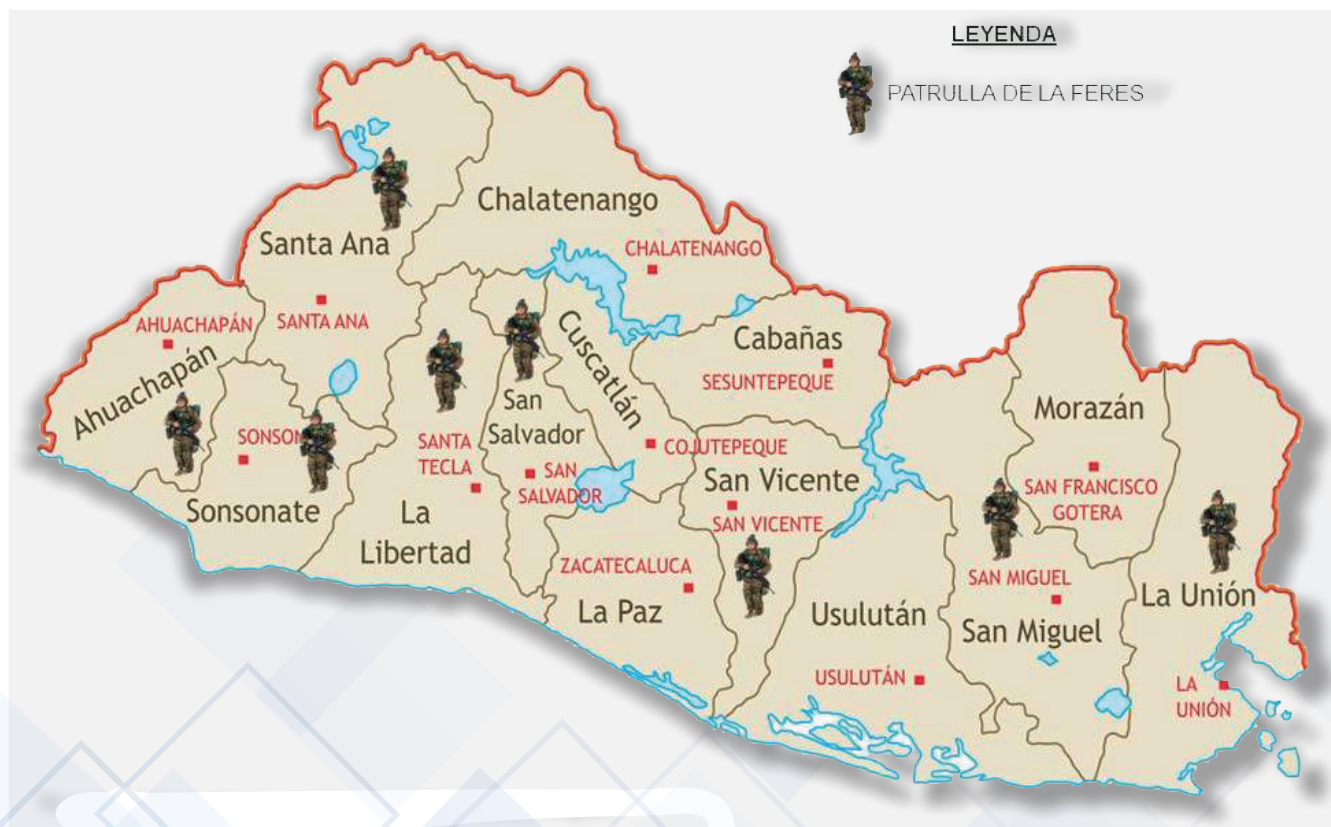 LEYENDA
PATRULLA DE LA FERES
Chalatenango
CHALATENANGO
Santa Ana
SANTA ANA
AHUACHAPÁN
Ahuachapán
Cuscatlán
Cabañas
SESUNTEPEQUE
Morazán
San
Salvador
SANTA
TECLA
SAN
SALVADOR
COJUTEPEQUE
San Vicente
SAN VICENTE
SAN FRANCISCO
GOTERA
Sonsonate
La
Libertad
ZACATECALUCA
La Paz
Usulután
USULUTÁN
SAN MIGUEL
San Miguel
La Unión
LA
UNIÓN